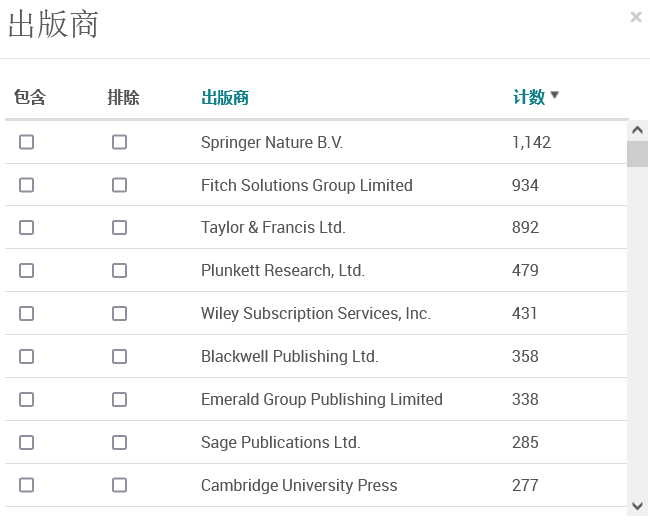 出版商
×
包含 排除 出版商 计数 ▼
Springer Nature B.V. 1,142
Fitch Solutions Group Limited 934
Taylor & Francis Ltd. 892
Plunkett Research, Ltd. 479
Wiley Subscription Services, Inc. 431
Blackwell Publishing Ltd. 358
Emerald Group Publishing Limited 338
Sage Publications Ltd. 285
Cambridge University Press 277